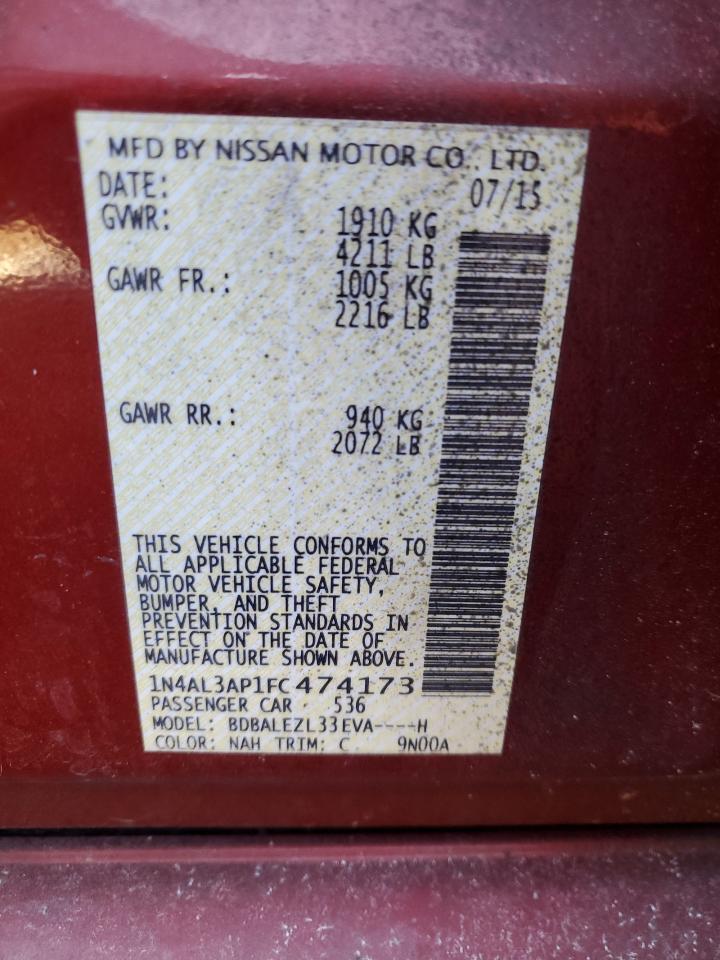 MFD BY NISSAN MOTOR CO., LTD.
DATE: 07/15
GVWR: 1910 KG
4211 LB
GAWR FR.: 1005 KG
2216 LB
GAWR RR.: 940 KG
2072 LB
THIS VEHICLE CONFORMS TO
ALL APPLICABLE FEDERAL
MOTOR VEHICLE SAFETY,
BUMPER, AND THEFT
PREVENTION STANDARDS IN
EFFECT ON THE DATE OF
MANUFACTURE SHOWN ABOVE.
1N4AL3AP1FC474173
PASSENGER CAR 536
MODEL: BDBALEZL33EVA----H
COLOR: NAH TRIM: C 9N00A